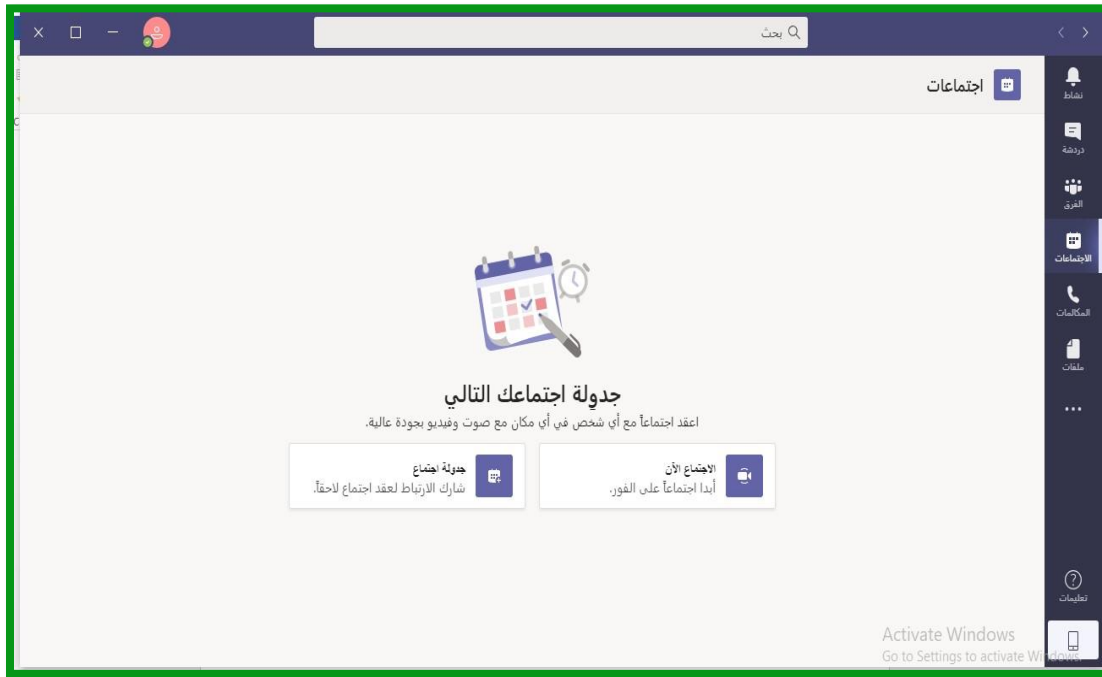 بحث
اجتماعات
نشاط
دردشة
الفرق
الاجتماعات
المكالمات
ملفات
جدولة اجتماعك التالي
اعقد اجتماعاً مع أي شخص في أي مكان مع صوت وفيديو بجودة عالية.
الاجتماع الآن
أبدا اجتماعاً على الفور.
جدولة اجتماع
شارك الارتباط لعقد اجتماع لاحقاً.
تعليمات
Activate Windows
Go to Settings to activate Windows.